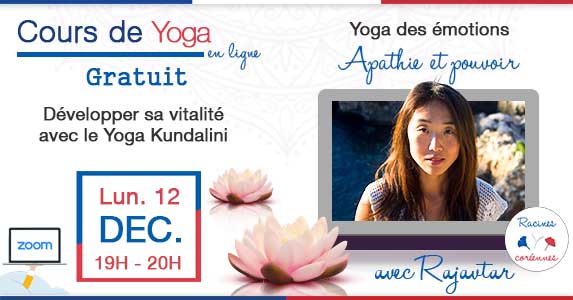 Cours de Yoga
en ligne
Gratuit
Développer sa vitalité
avec le Yoga Kundalini
Lun. 12
DEC.
19H - 20H
zoom
Yoga des émotions
Apathie et pouvoir
avec Rajavtar
Racines
coréennes